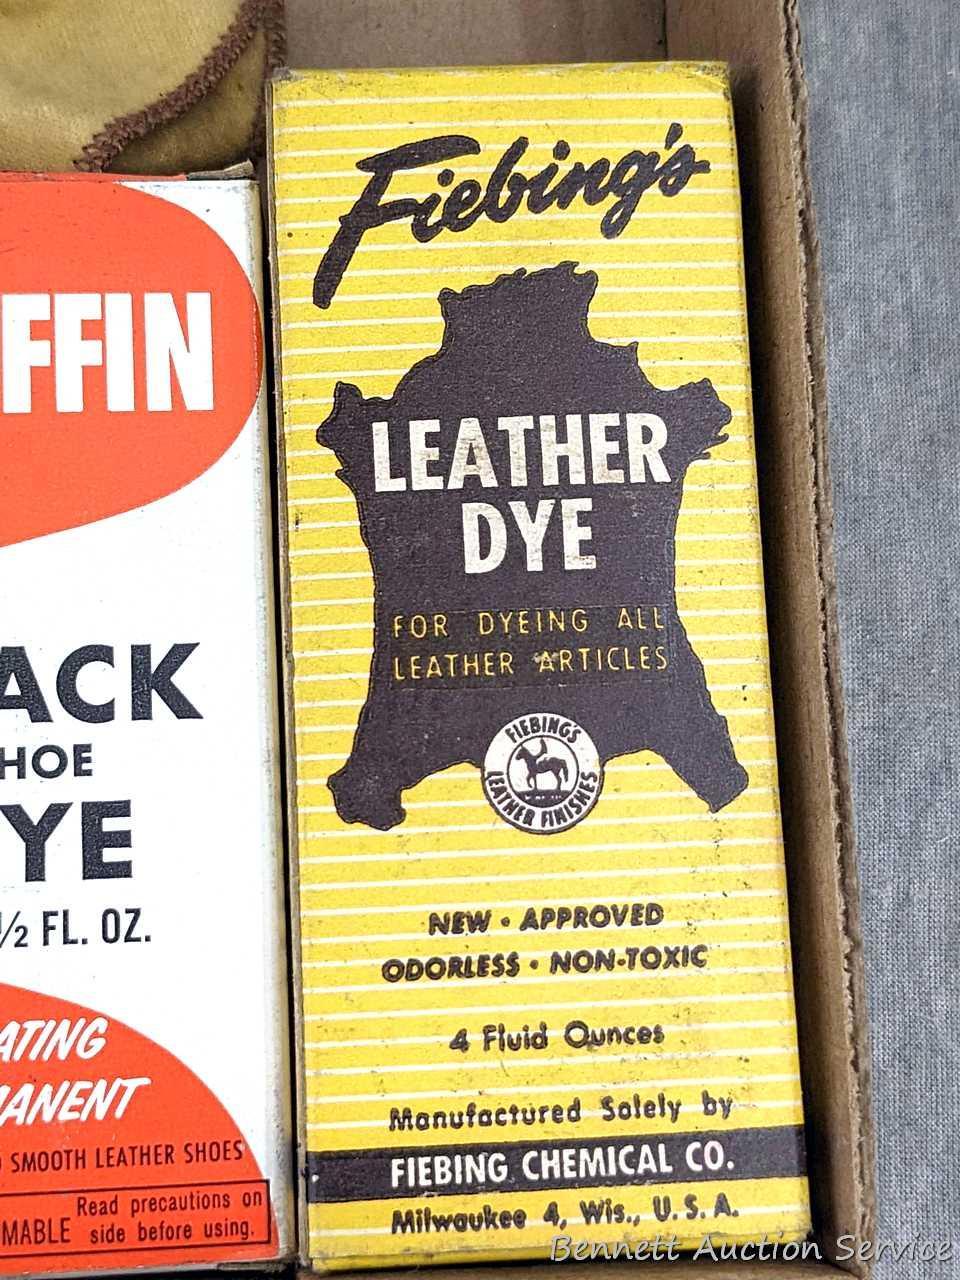 FFIN
ACK
HOE
YE
½ FL. OZ.
ATING
ANENT
SMOOTH LEATHER SHOES
MABLE
Read precautions on
side before using.
Fiebing's
LEATHER
DYE
FOR DYEING ALL
LEATHER ARTICLES
FIEBING'S
LEATHER FINISHES
NEW • APPROVED
ODORLESS • NON-TOXIC
4 Fluid Ounces
Manufactured Solely by
FIEBING CHEMICAL CO.
Milwaukee 4, Wis., U.S.A.
Bennett Auction Service